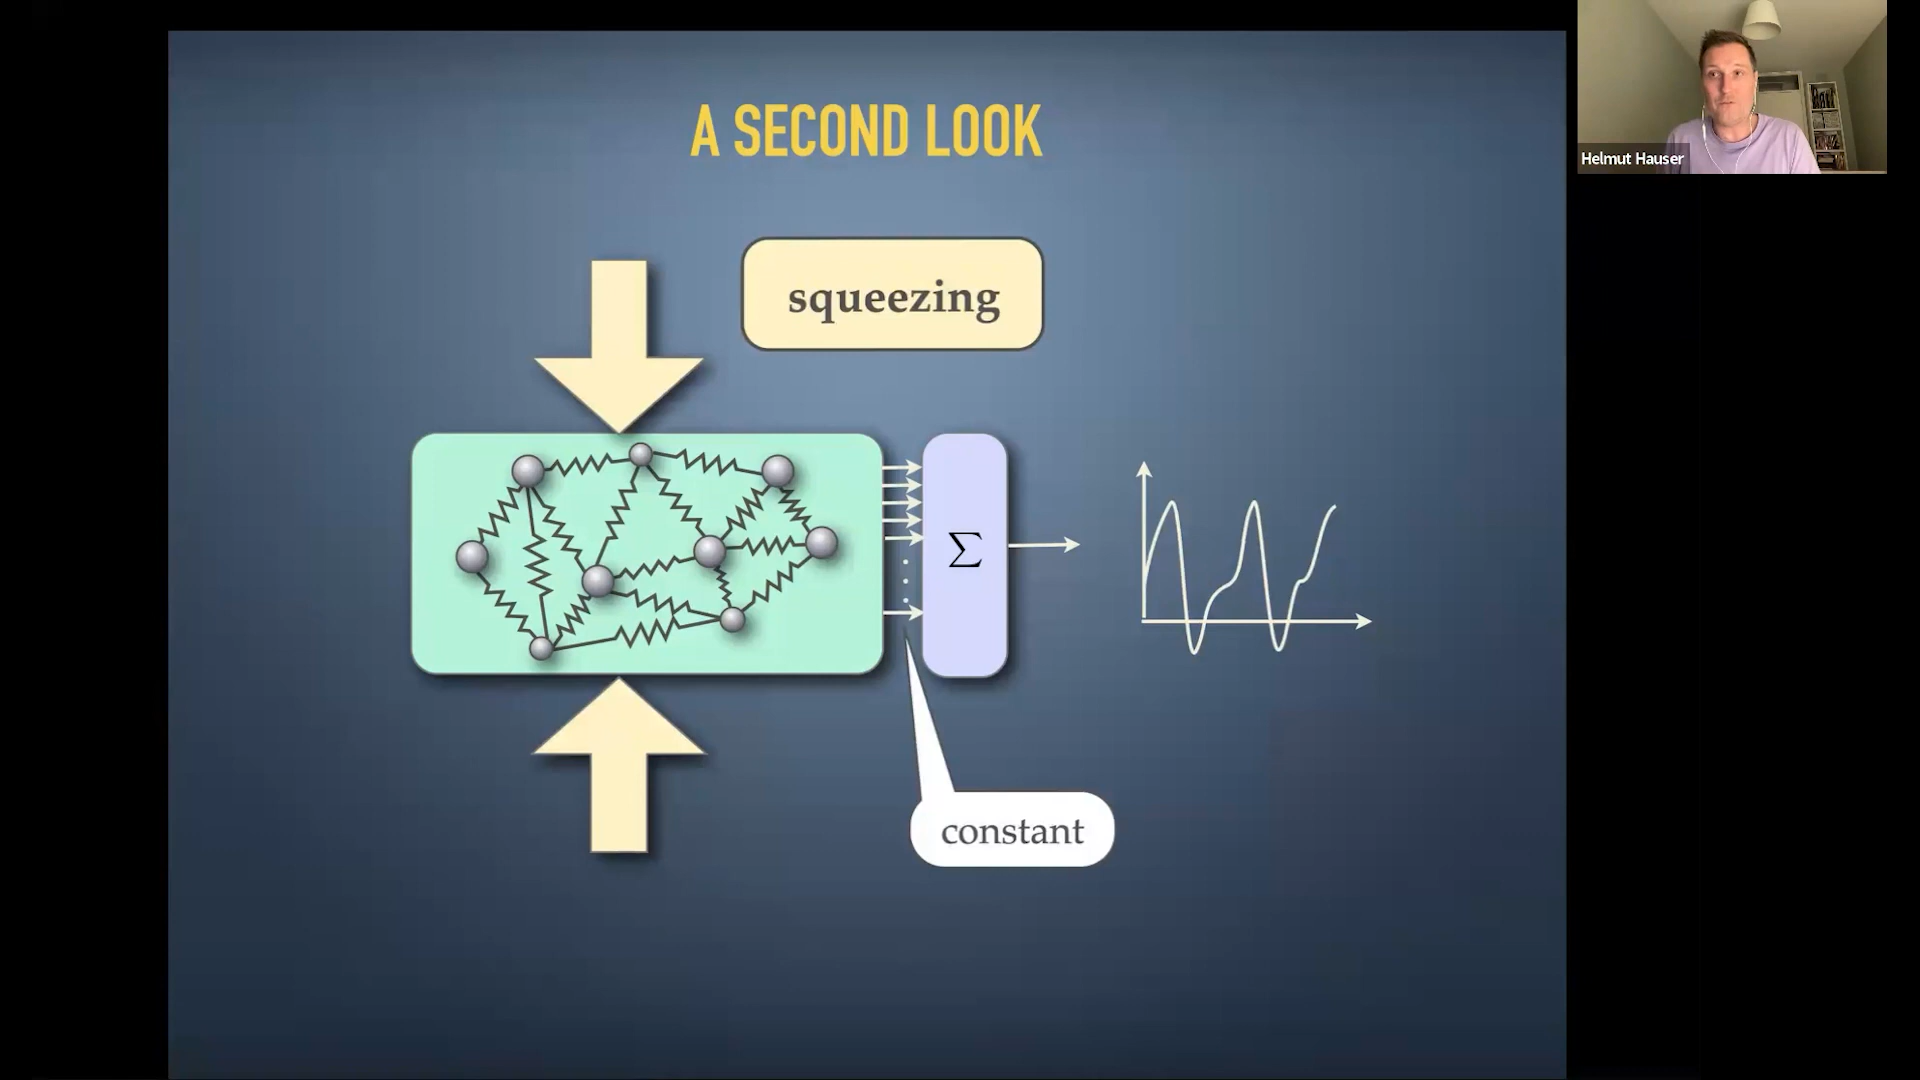 A SECOND LOOK
Helmut Hauser
squeezing
Σ
constant